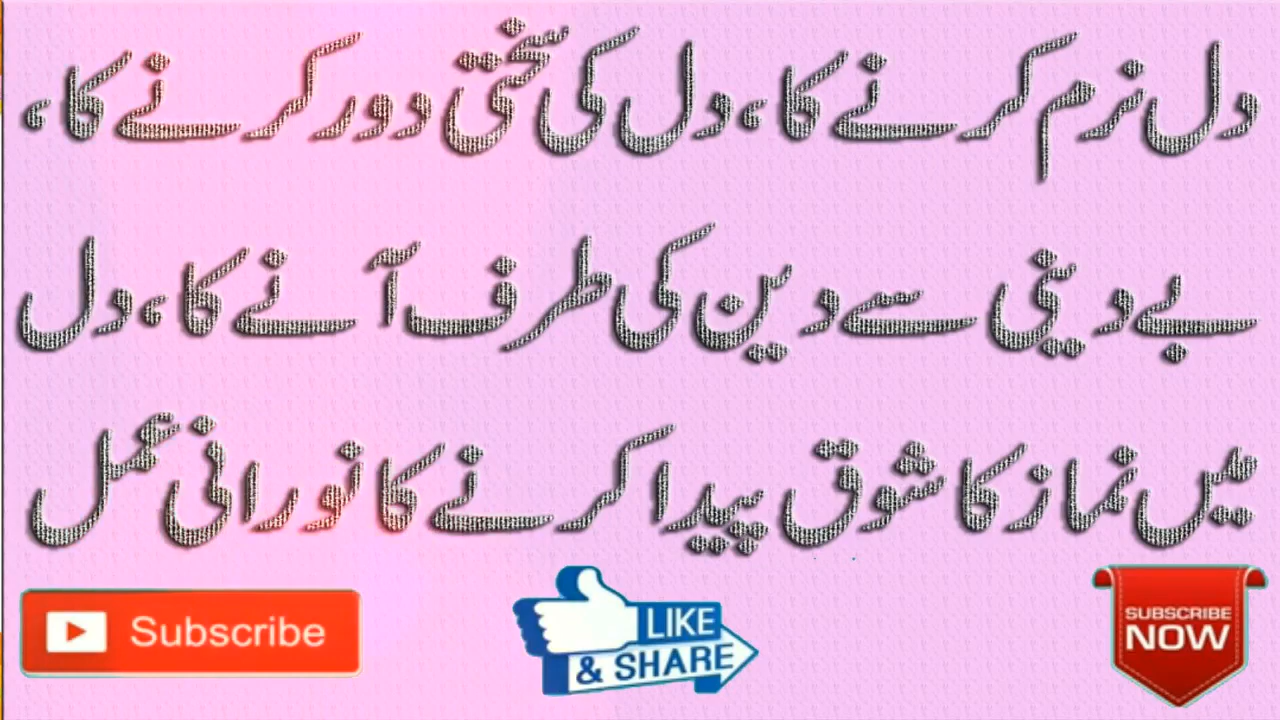 دل نرم کرنے کا، دل کی سختی دور کرنے کا،
بے دینی سے دین کی طرف آنے کا، دل
میں نماز کا شوق پیدا کرنے کا نورانی عمل
Subscribe
LIKE
& SHARE
SUBSCRIBE
NOW